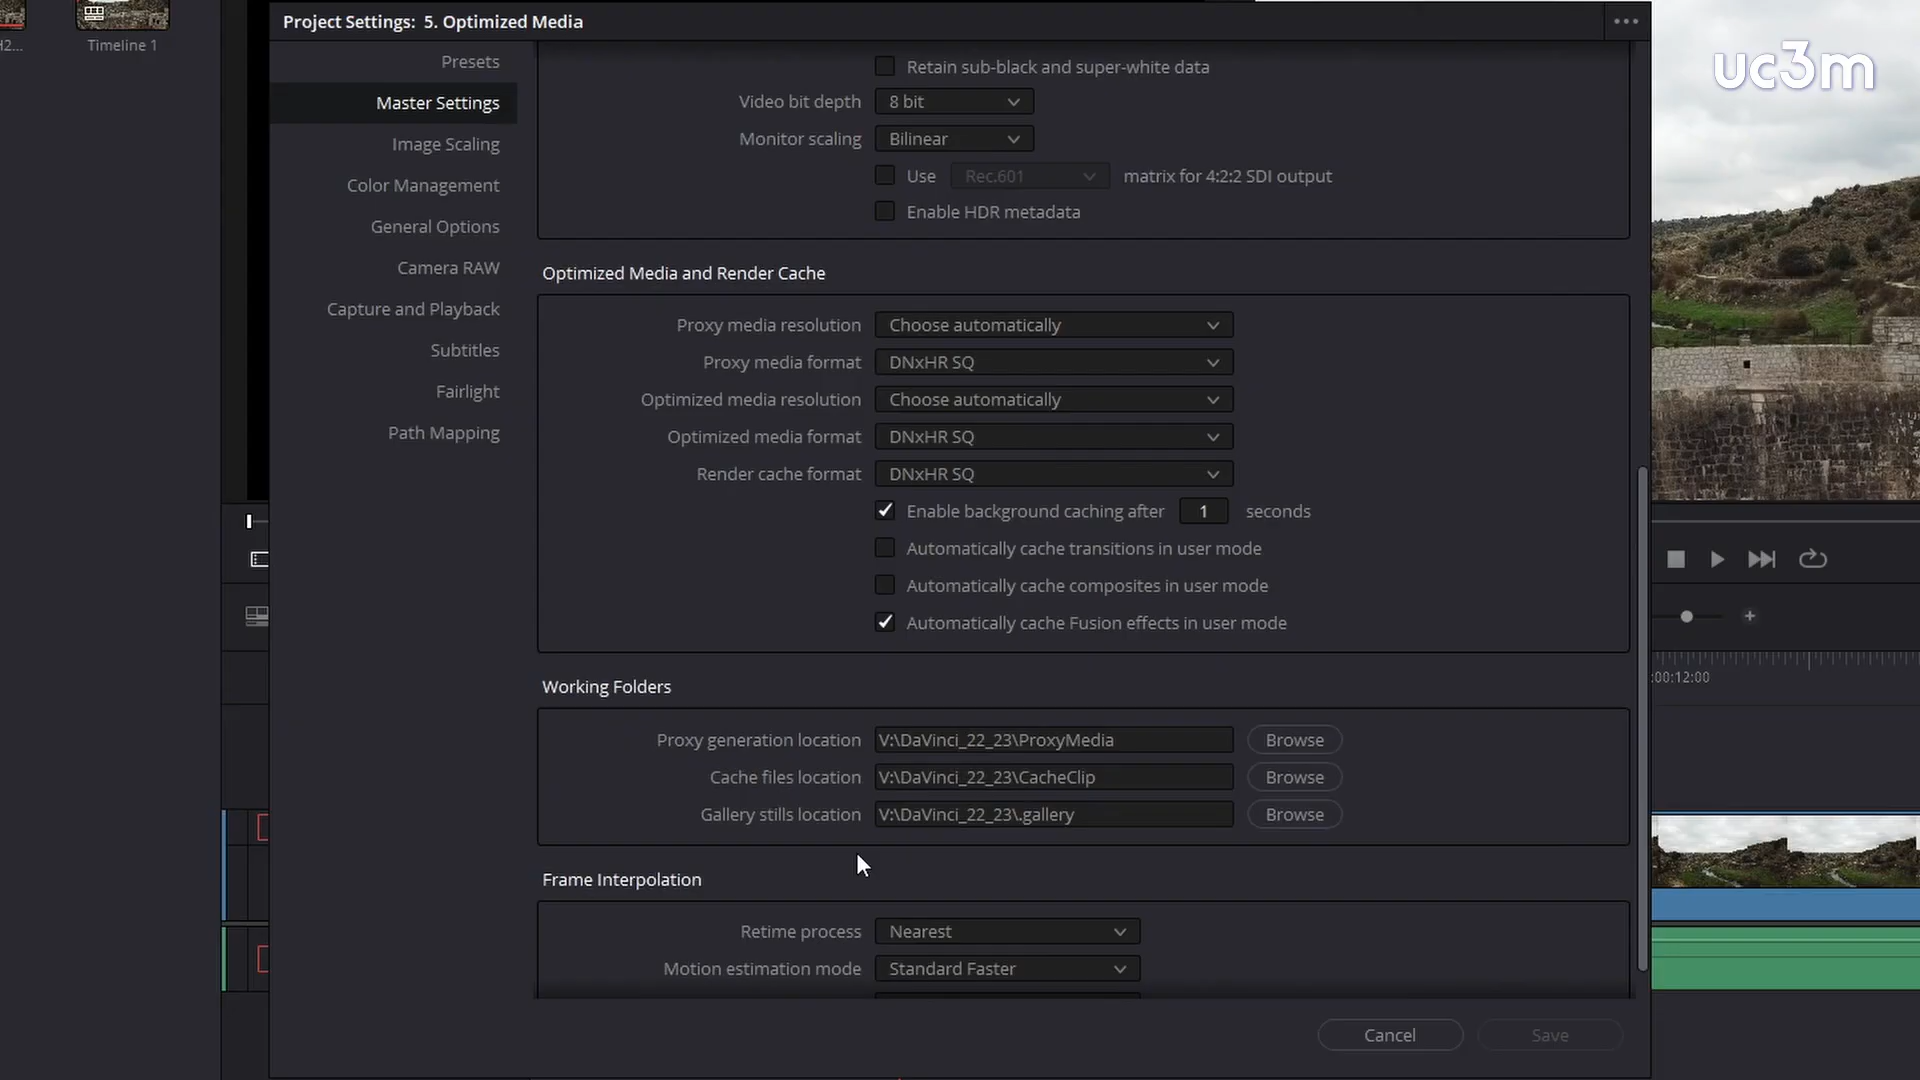 Project Settings: 5. Optimized Media
uc3m
H2...
Timeline 1
Presets
Master Settings
Image Scaling
Color Management
General Options
Camera RAW
Capture and Playback
Subtitles
Fairlight
Path Mapping
Retain sub-black and super-white data
Video bit depth 8 bit
Monitor scaling Bilinear
Use Rec.601 matrix for 4:2:2 SDI output
Enable HDR metadata
Optimized Media and Render Cache
Proxy media resolution Choose automatically
Proxy media format DNxHR SQ
Optimized media resolution Choose automatically
Optimized media format DNxHR SQ
Render cache format DNxHR SQ
Enable background caching after 1 seconds
Automatically cache transitions in user mode
Automatically cache composites in user mode
Automatically cache Fusion effects in user mode
Working Folders
Proxy generation location V:\DaVinci_22_23\ProxyMedia Browse
Cache files location V:\DaVinci_22_23\CacheClip Browse
Gallery stills location V:\DaVinci_22_23\.gallery Browse
Frame Interpolation
Retime process Nearest
Motion estimation mode Standard Faster
Cancel Save
:00:12:00